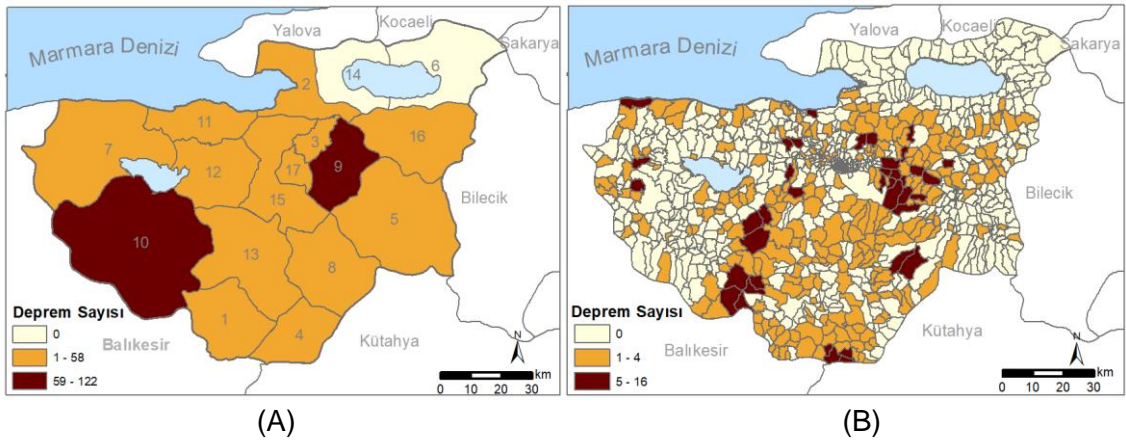 Marmara Denizi
Yalova
Kocaeli
Sakarya
14
6
2
11
7
3
16
12
17
9
15
5
10
13
8
1
4
Bilecik
Deprem Sayısı
0
1 - 58
59 - 122
Balıkesir
Kütahya
N
km
0 10 20 30
(A)
Marmara Denizi
Yalova
Kocaeli
Sakarya
Bilecik
Deprem Sayısı
0
1 - 4
5 - 16
Balıkesir
Kütahya
N
km
0 10 20 30
(B)